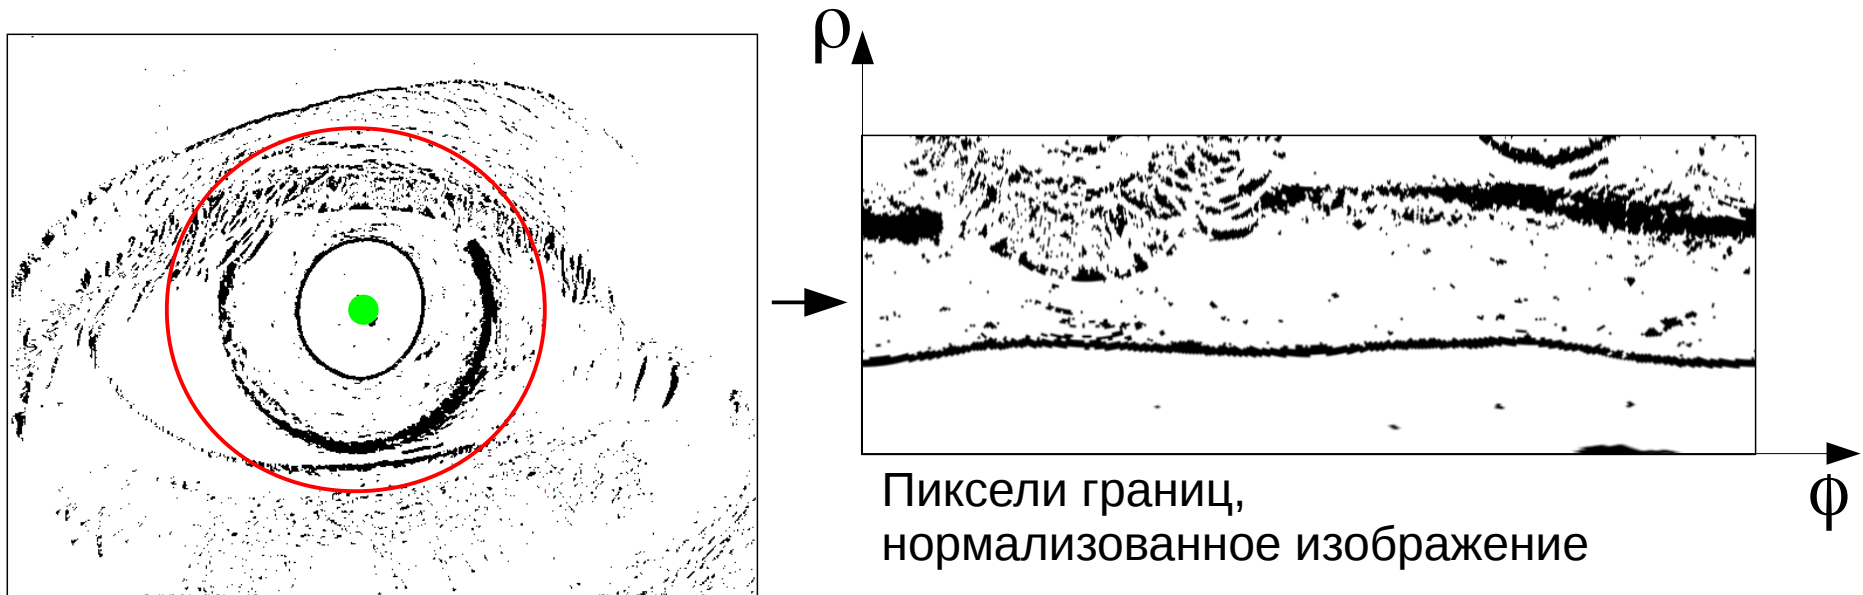 ρ
ϕ
Пиксели границ,
нормализованное изображение